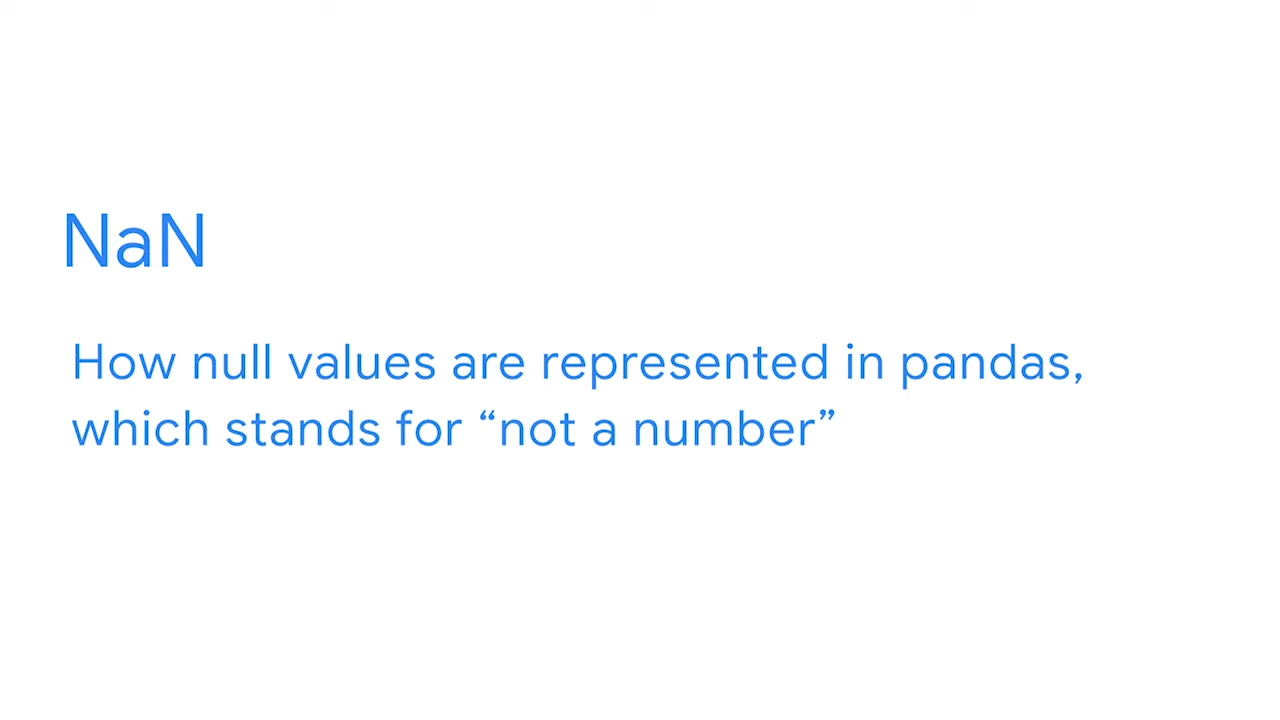 NaN
How null values are represented in pandas,
which stands for “not a number”